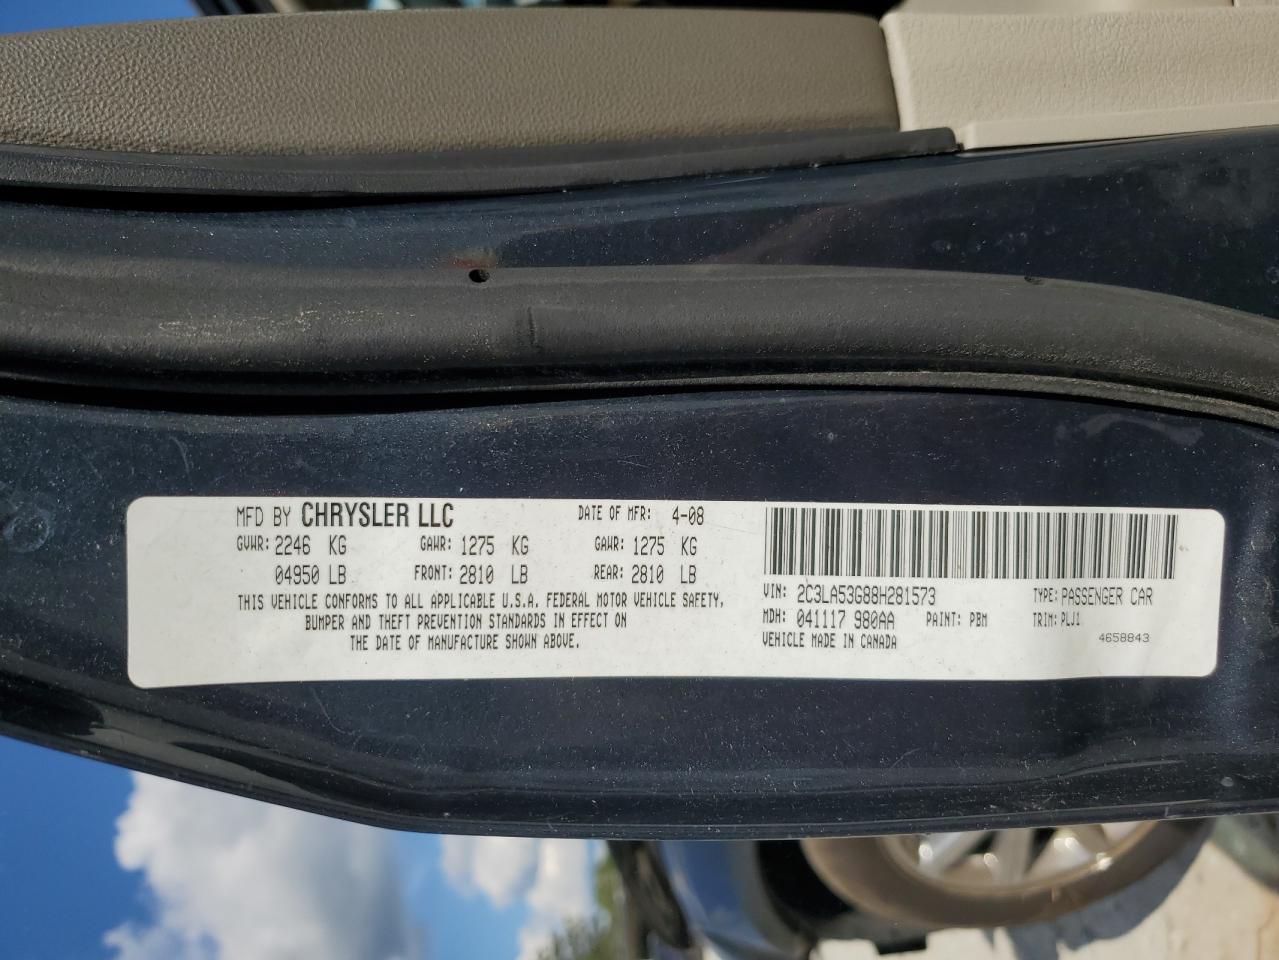 MFD BY CHRYSLER LLC DATE OF MFR: 4-08
GVWR: 2246 KG GAWR: 1275 KG GAWR: 1275 KG
04950 LB FRONT: 2810 LB REAR: 2810 LB
THIS VEHICLE CONFORMS TO ALL APPLICABLE U.S.A. FEDERAL MOTOR VEHICLE SAFETY,
BUMPER AND THEFT PREVENTION STANDARDS IN EFFECT ON
THE DATE OF MANUFACTURE SHOWN ABOVE.
VIN: 2C3LA53G88H281573 TYPE: PASSENGER CAR
MDH: 041117 980AA PAINT: PBM TRIM: PLJ1
VEHICLE MADE IN CANADA 4658843